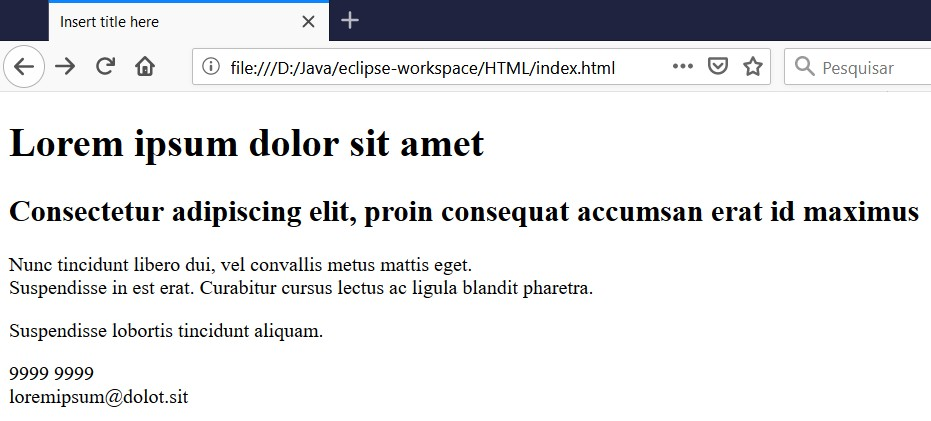 Insert title here
file:///D:/Java/eclipse-workspace/HTML/index.html
Pesquisar
Lorem ipsum dolor sit amet
Consectetur adipiscing elit, proin consequat accumsan erat id maximus
Nunc tincidunt libero dui, vel convallis metus mattis eget.
Suspendisse in est erat. Curabitur cursus lectus ac ligula blandit pharetra.
Suspendisse lobortis tincidunt aliquam.
9999 9999
loremipsum@dolot.sit